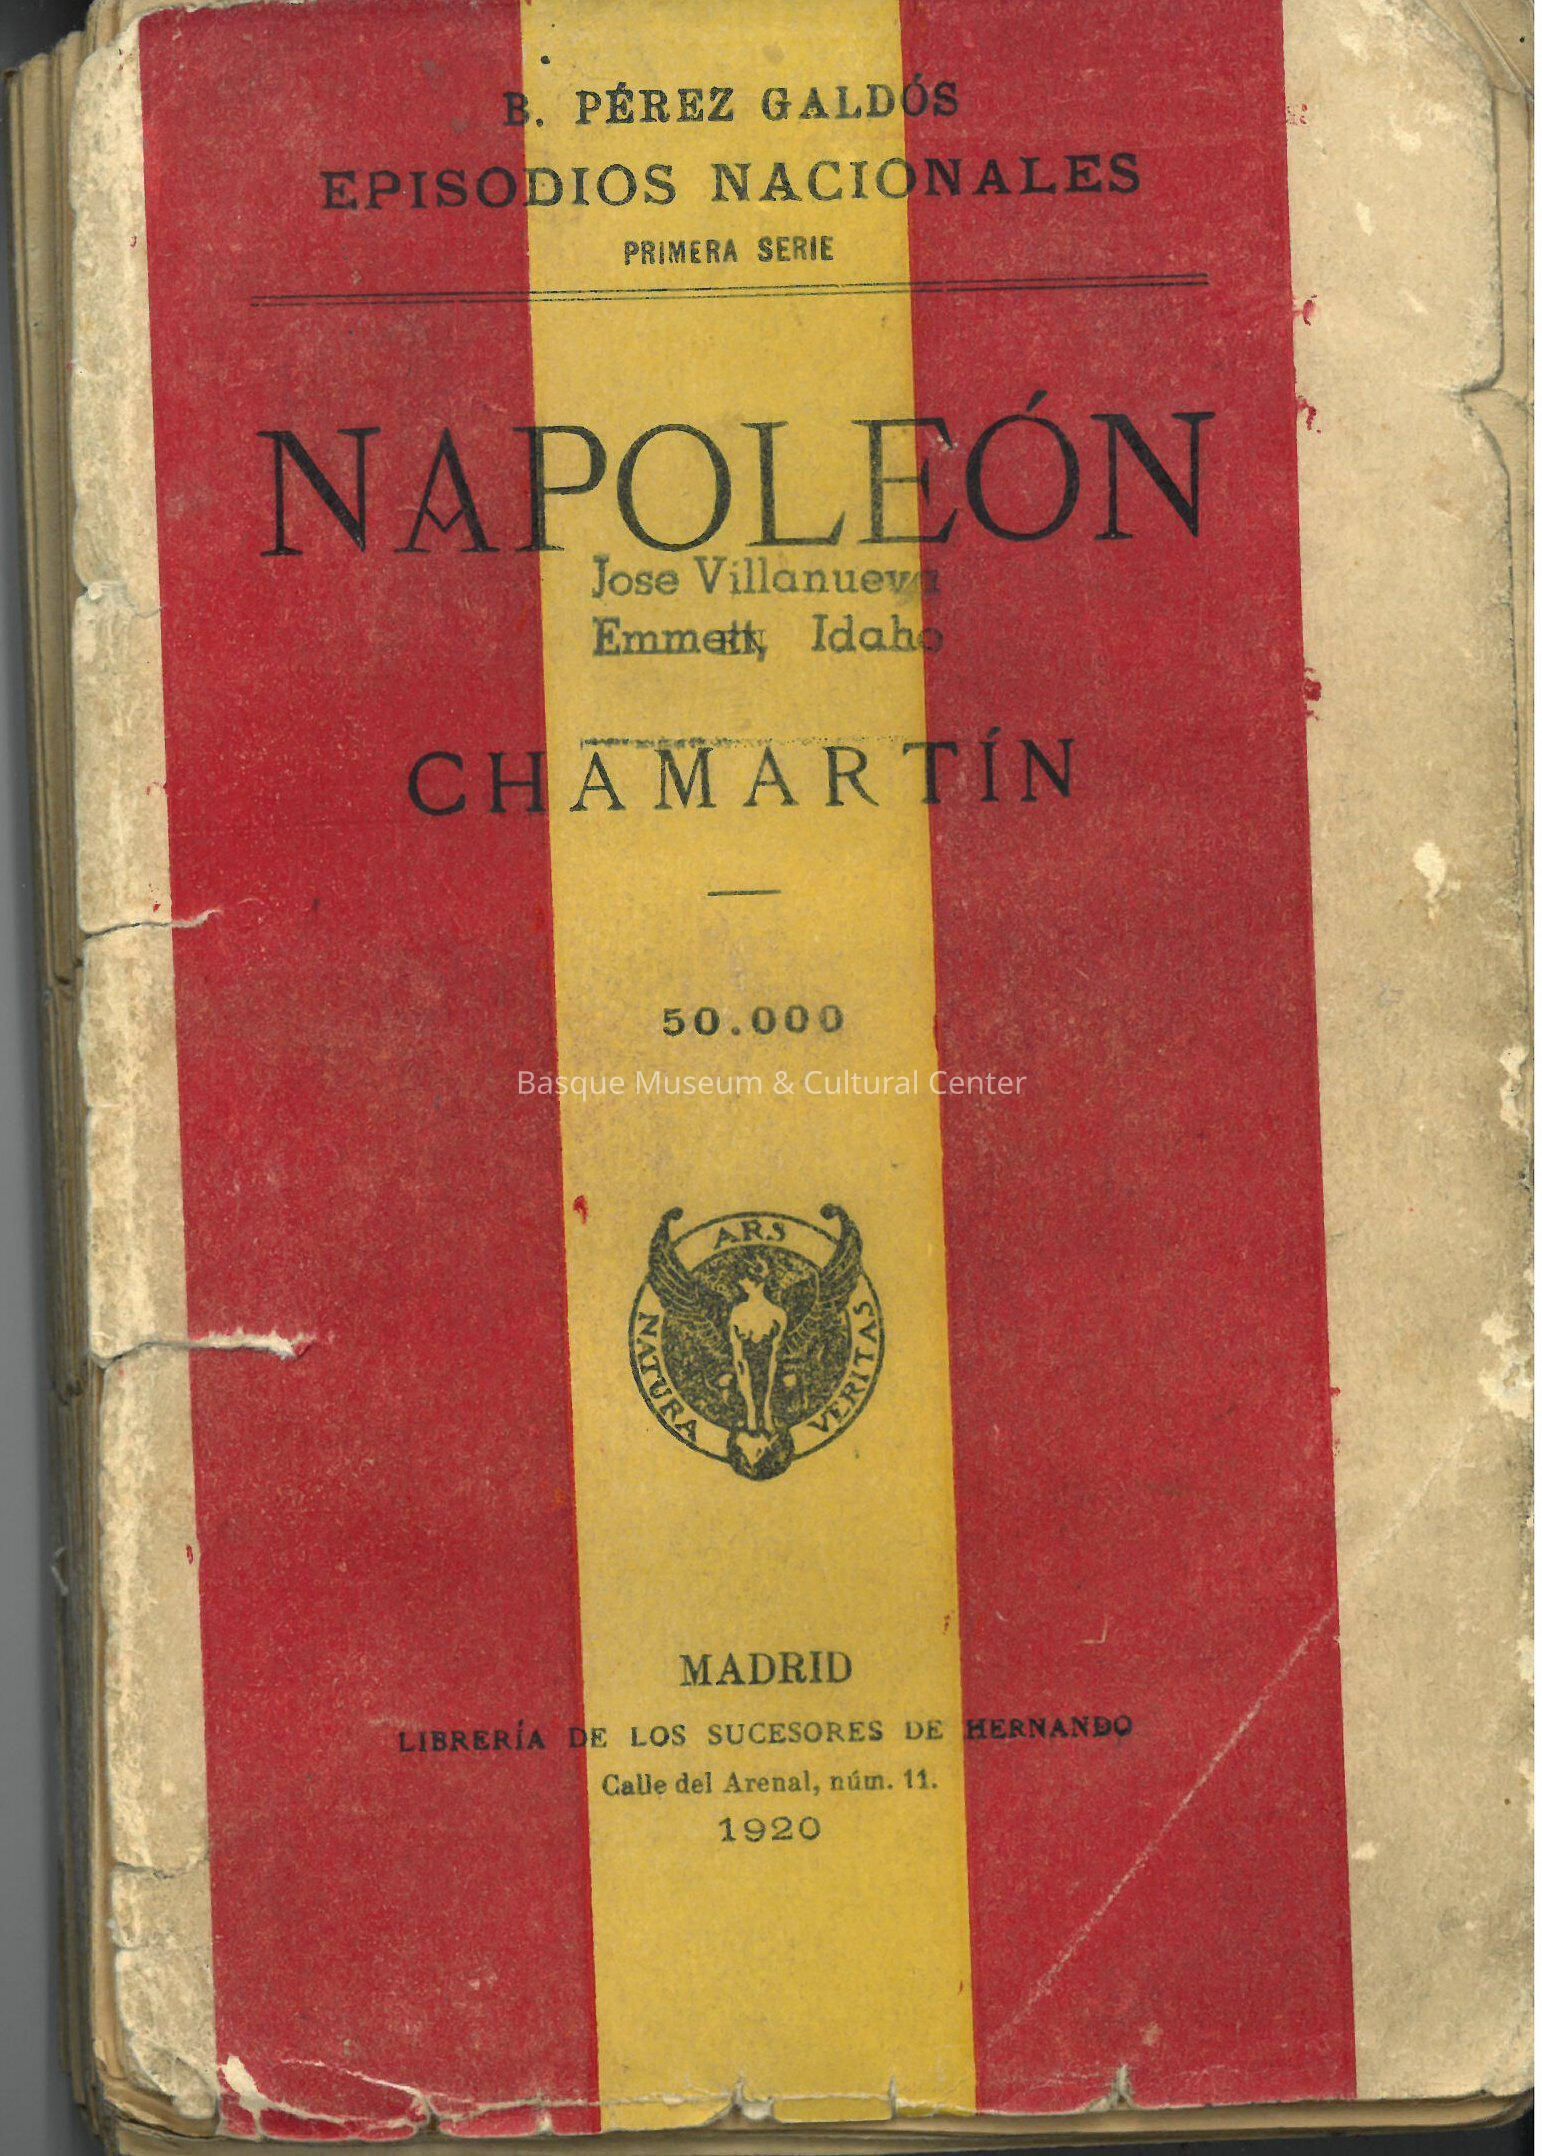 B. PÉREZ GALDÓS
EPISODIOS NACIONALES
PRIMERA SERIE
NAPOLEÓN
Jose Villanueva
Emmett, Idaho
CHAMARTÍN
50.000
Basque Museum & Cultural Center
ARS
NATURA
VERITAS
MADRID
LIBRERÍA DE LOS SUCESORES DE HERNANDO
Calle del Arenal, núm. 11.
1920